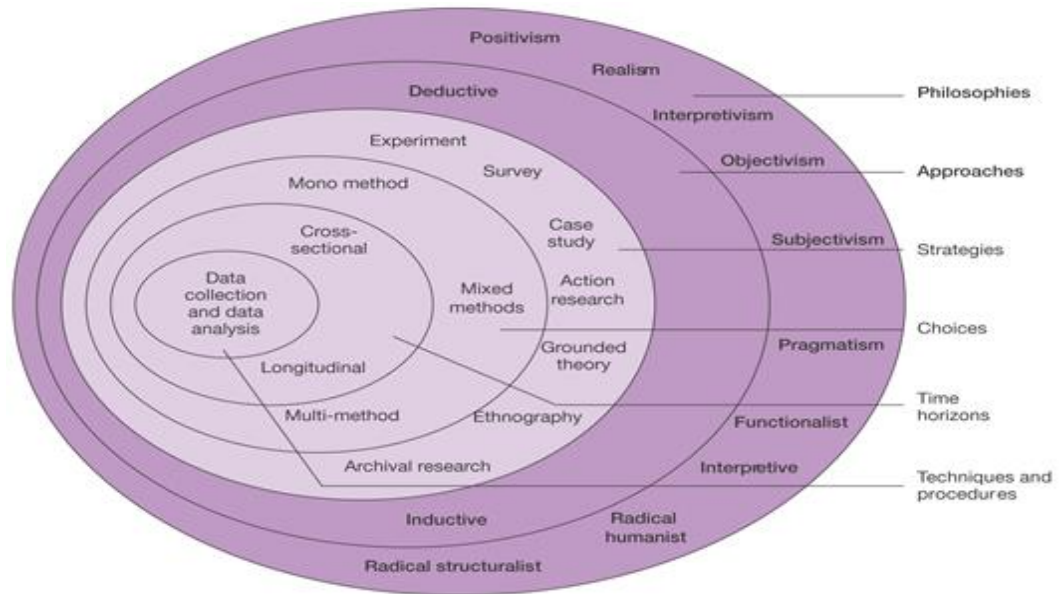 Positivism
Realism
Interpretivism
Objectivism
Subjectivism
Pragmatism
Functionalist
Interpretive
Radical
humanist
Radical structuralist
Deductive
Inductive
Experiment
Survey
Case
study
Action
research
Grounded
theory
Ethnography
Archival research
Mono method
Mixed
methods
Multi-method
Cross-
sectional
Longitudinal
Data
collection
and data
analysis
Philosophies
Approaches
Strategies
Choices
Time
horizons
Techniques and
procedures